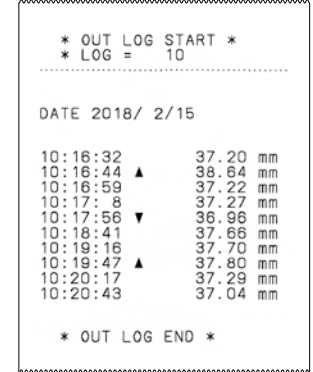 * OUT LOG START *
* LOG =   10
DATE 2018/ 2/15
10:16:32 37.20 mm
10:16:44 ▲ 38.64 mm
10:16:59 37.22 mm
10:17: 8 37.27 mm
10:17:56 ▼ 36.96 mm
10:18:41 37.66 mm
10:19:16 37.70 mm
10:19:47 ▲ 37.80 mm
10:20:17 37.29 mm
10:20:43 37.04 mm
* OUT LOG END *